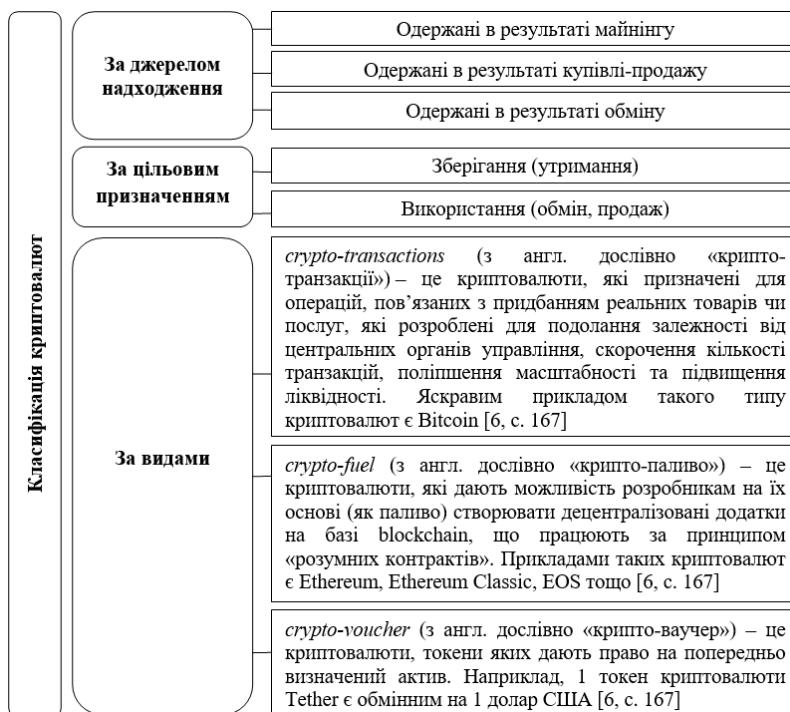 Класифікація криптовалют
За джерелом
надходження
Одержані в результаті майнінгу
Одержані в результаті купівлі-продажу
Одержані в результаті обміну
За цільовим
призначенням
Зберігання (утримання)
Використання (обмін, продаж)
За видами
crypto-transactions (з англ. дослівно «крипто-
транзакції») – це криптовалюти, які призначені для
операцій, пов’язаних з придбанням реальних товарів чи
послуг, які розроблені для подолання залежності від
центральних органів управління, скорочення кількості
транзакцій, поліпшення масштабності та підвищення
ліквідності. Яскравим прикладом такого типу
криптовалют є Bitcoin [6, с. 167]
crypto-fuel (з англ. дослівно «крипто-паливо») – це
криптовалюти, які дають можливість розробникам на їх
основі (як паливо) створювати децентралізовані додатки
на базі blockchain, що працюють за принципом
«розумних контрактів». Прикладами таких криптовалют
є Ethereum, Ethereum Classic, EOS тощо [6, с. 167]
crypto-voucher (з англ. дослівно «крипто-ваучер») – це
криптовалюти, токени яких дають право на попередньо
визначений актив. Наприклад, 1 токен криптовалюти
Tether є обмінним на 1 долар США [6, с. 167]